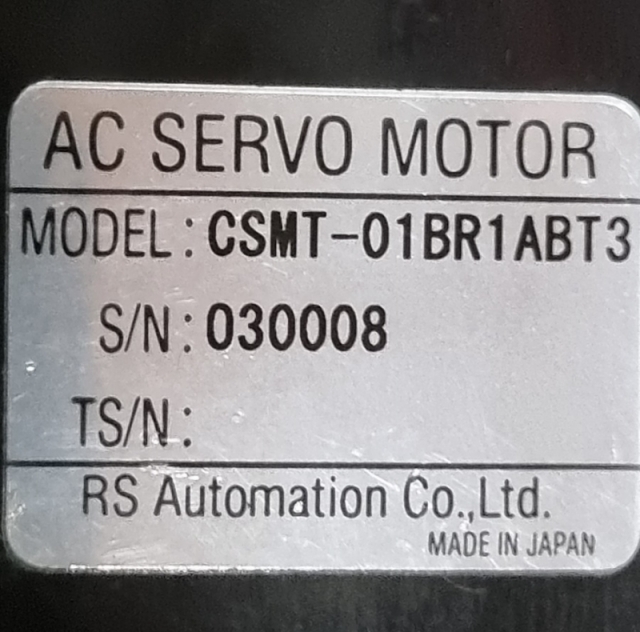 AC SERVO MOTOR
MODEL: CSMT-01BR1ABT3
S/N: 030008
TS/N:
RS Automation Co.,Ltd.
MADE IN JAPAN